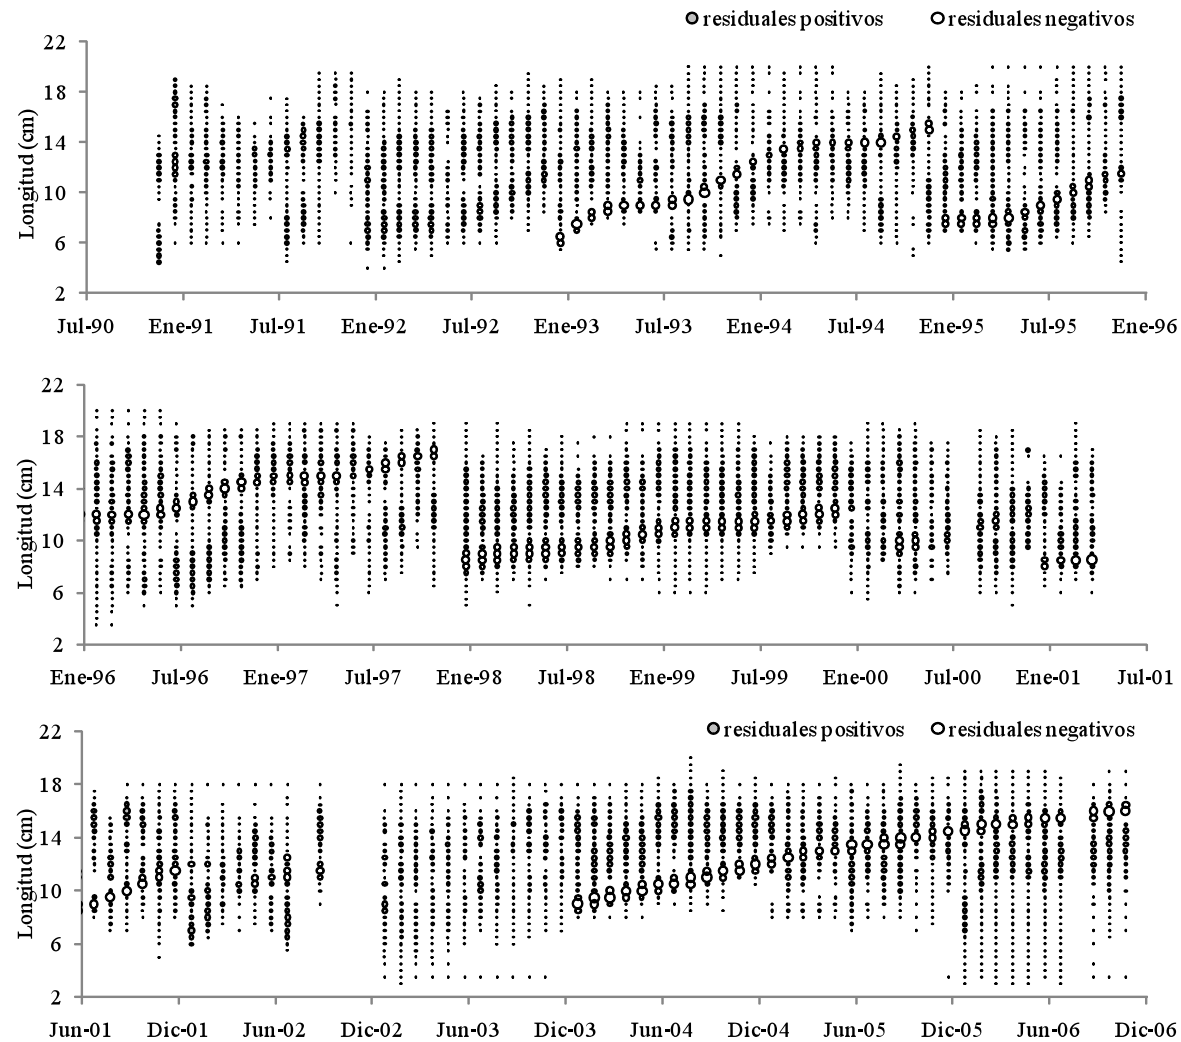 residuales positivos residuales negativos
22
18
14
10
6
2
Longitud (cm)
Jul-90 Ene-91 Jul-91 Ene-92 Jul-92 Ene-93 Jul-93 Ene-94 Jul-94 Ene-95 Jul-95 Ene-96
22
18
14
10
6
2
Longitud (cm)
Ene-96 Jul-96 Ene-97 Jul-97 Ene-98 Jul-98 Ene-99 Jul-99 Ene-00 Jul-00 Ene-01 Jul-01
residuales positivos residuales negativos
22
18
14
10
6
2
Longitud (cm)
Jun-01 Dic-01 Jun-02 Dic-02 Jun-03 Dic-03 Jun-04 Dic-04 Jun-05 Dic-05 Jun-06 Dic-06